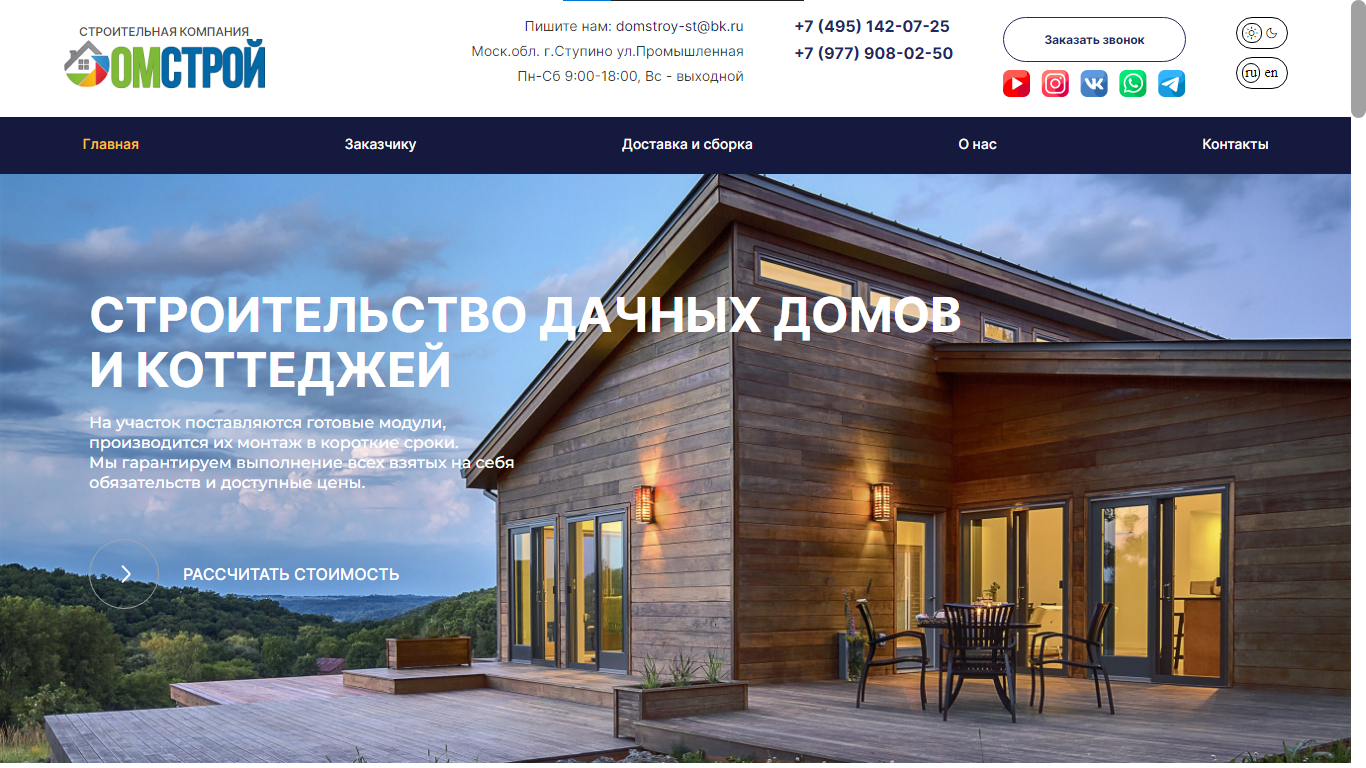 СТРОИТЕЛЬНАЯ КОМПАНИЯ
ОМСТРОЙ
Пишите нам: domstroy-st@bk.ru
Моск.обл. г.Ступино ул.Промышленная
Пн-Сб 9:00-18:00, Вс - выходной
+7 (495) 142-07-25
+7 (977) 908-02-50
Заказать звонок
ru en
Главная
Заказчику
Доставка и сборка
О нас
Контакты
СТРОИТЕЛЬСТВО ДАЧНЫХ ДОМОВ
И КОТТЕДЖЕЙ
На участок поставляются готовые модули,
производится их монтаж в короткие сроки.
Мы гарантируем выполнение всех взятых на себя
обязательств и доступные цены.
РАССЧИТАТЬ СТОИМОСТЬ